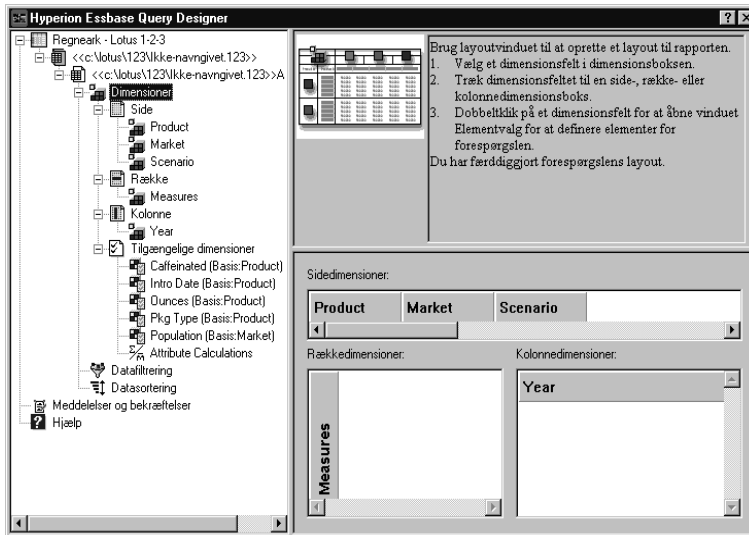 Hyperion Essbase Query Designer
Regneark - Lotus 1-2-3
<<c:\lotus\123\Ikke-navngivet.123>>
<<c:\lotus\123\Ikke-navngivet.123>>A
Dimensioner
Side
Product
Market
Scenario
Række
Measures
Kolonne
Year
Tilgængelige dimensioner
Caffeinated (Basis:Product)
Intro Date (Basis:Product)
Ounces (Basis:Product)
Pkg Type (Basis:Product)
Population (Basis:Market)
Attribute Calculations
Datafiltrering
Datasortering
Meddelelser og bekræftelser
Hjælp
Brug layoutvinduet til at oprette et layout til rapporten.
1. Vælg et dimensionsfelt i dimensionsboksen.
2. Træk dimensionsfeltet til en side-, række- eller
kolonnedimensionsboks.
3. Dobbeltklik på et dimensionsfelt for at åbne vinduet
Elementvalg for at definere elementer for
forespørgslen.
Du har færddiggjort forespørgslens layout.
Sidedimensioner:
Product Market Scenario
Rækkedimensioner:
Measures
Kolonnedimensioner:
Year